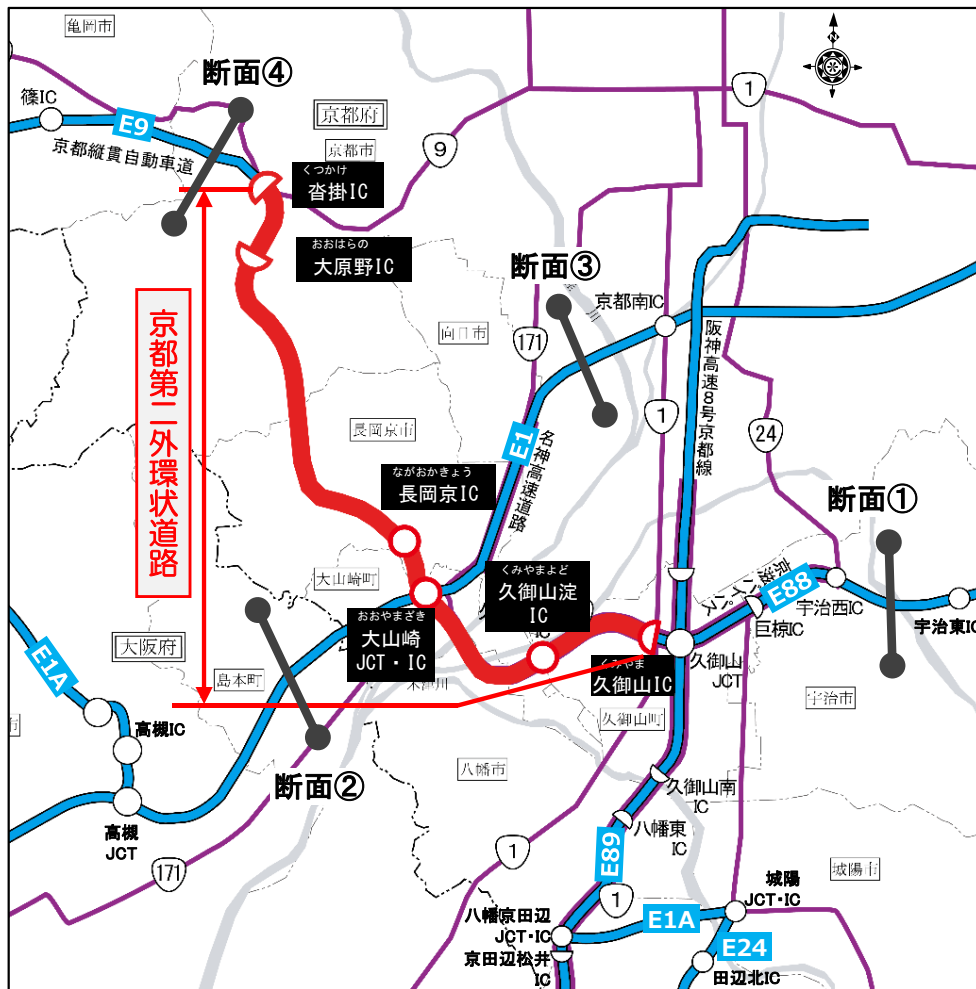 亀岡市
断面④
篠IC
E9
京都縦貫自動車道
京都府
京都市
9
1
N
くつかけ
沓掛IC
おおはらの
大原野IC
断面③
京都南IC
向日市
171
阪神高速8号京都線
1
24
京都第二外環状道路
長岡京市
E1
名神高速道路
ながおかきょう
長岡京IC
断面①
くみやまよど
久御山淀
IC
大山崎町
E88
宇治西IC
巨椋IC
宇治東IC
おおやまざき
大山崎
JCT・IC
くみやま
久御山IC
久御山
JCT
大阪府
E1A
島本町
木津川
宇治市
久御山町
高槻IC
断面②
八幡市
久御山南
IC
高槻
JCT
八幡東
IC
171
1
E89
1
城陽市
城陽
JCT・IC
八幡京田辺
JCT・IC
E1A
京田辺松井
IC
E24
田辺北IC